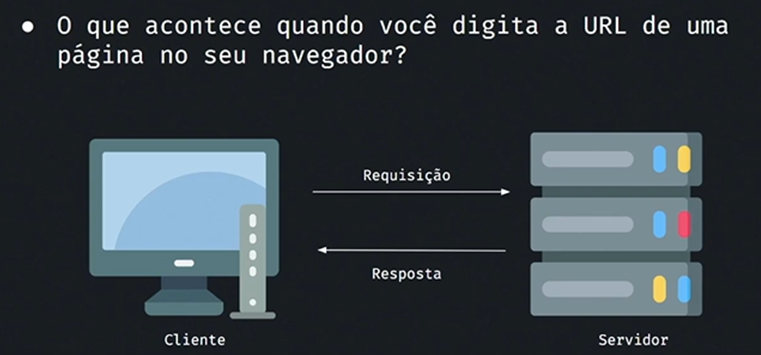 • O que acontece quando você digita a URL de uma
página no seu navegador?
Requisição
Resposta
Cliente
Servidor